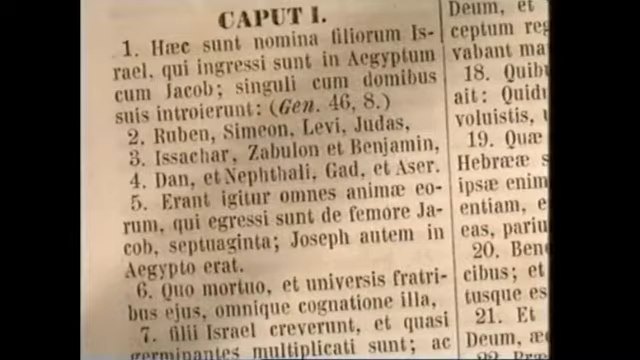 CAPUT I.
1. Hæc sunt nomina filiorum Is-
rael, qui ingressi sunt in Aegyptum
cum Jacob; singuli cum domibus
suis introierunt: (Gen. 46, 8.)
2. Ruben, Simeon, Levi, Judas,
3. Issachar, Zabulon et Benjamin,
4. Dan, et Nephthali, Gad, et Aser.
5. Erant igitur omnes animæ eo-
rum, qui egressi sunt de femore Ja-
cob, septuaginta; Joseph autem in
Aegypto erat.
6. Quo mortuo, et universis fratri-
bus ejus, omnique cognatione illa,
7. filii Israel creverunt, et quasi
germinantes multiplicati sunt; ac
Deum, et
ceptum
vabant
18.
ait:
voluistis,
19. Quæ
Hebrææ
ipsæ enim
entiam,
eas,
20.
cibus; et
tusque
21. Et
Deum,
22.